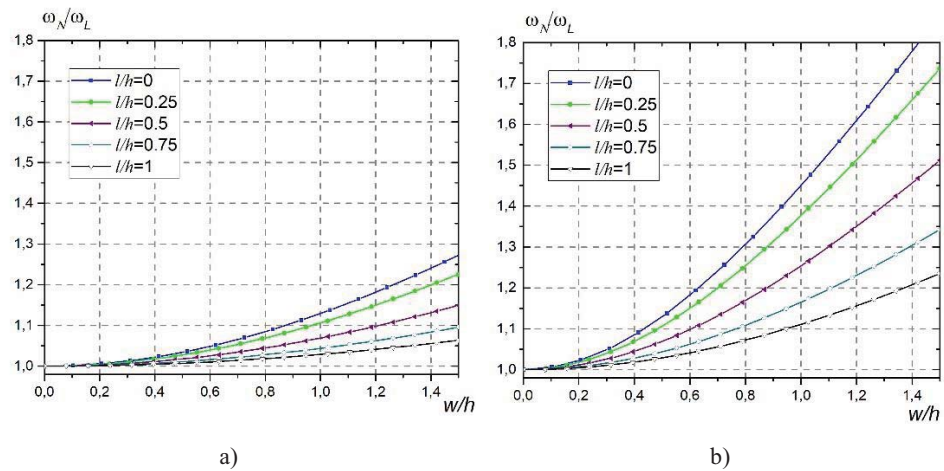 ω_N/ω_L
1,8
1,7
1,6
1,5
1,4
1,3
1,2
1,1
1,0
l/h=0
l/h=0.25
l/h=0.5
l/h=0.75
l/h=1
0,0 0,2 0,4 0,6 0,8 1,0 1,2 1,4
w/h
a)
ω_N/ω_L
1,8
1,7
1,6
1,5
1,4
1,3
1,2
1,1
1,0
l/h=0
l/h=0.25
l/h=0.5
l/h=0.75
l/h=1
0,0 0,2 0,4 0,6 0,8 1,0 1,2 1,4
w/h
b)